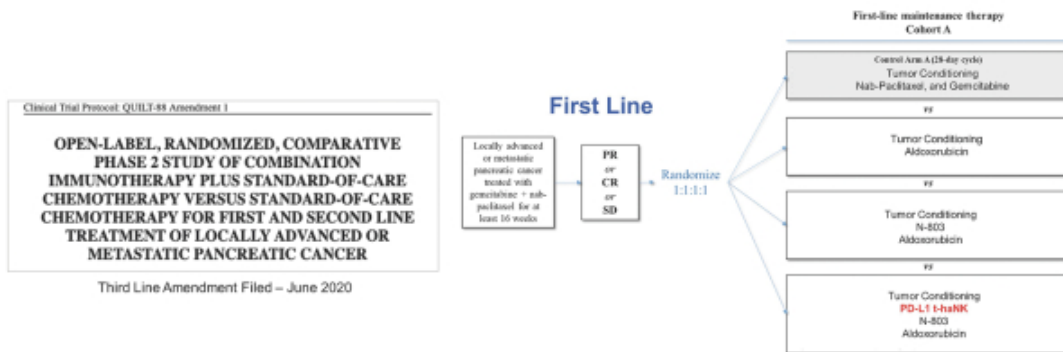 Clinical Trial Protocol: QUILT-88 Amendment 1
OPEN-LABEL, RANDOMIZED, COMPARATIVE
PHASE 2 STUDY OF COMBINATION
IMMUNOTHERAPY PLUS STANDARD-OF-CARE
CHEMOTHERAPY VERSUS STANDARD-OF-CARE
CHEMOTHERAPY FOR FIRST AND SECOND LINE
TREATMENT OF LOCALLY ADVANCED OR
METASTATIC PANCREATIC CANCER
Third Line Amendment Filed – June 2020
First Line
Locally advanced
or metastatic
pancreatic cancer
treated with
gemcitabine + nab-
paclitaxel for at
least 16 weeks
PR
or
CR
or
SD
Randomize
1:1:1:1
First-line maintenance therapy
Cohort A
Control Arm A (28-day cycle)
Tumor Conditioning
Nab-Paclitaxel, and Gemcitabine
vs
Tumor Conditioning
Aldoxorubicin
vs
Tumor Conditioning
N-803
Aldoxorubicin
vs
Tumor Conditioning
PD-L1 t-haNK
N-803
Aldoxorubicin